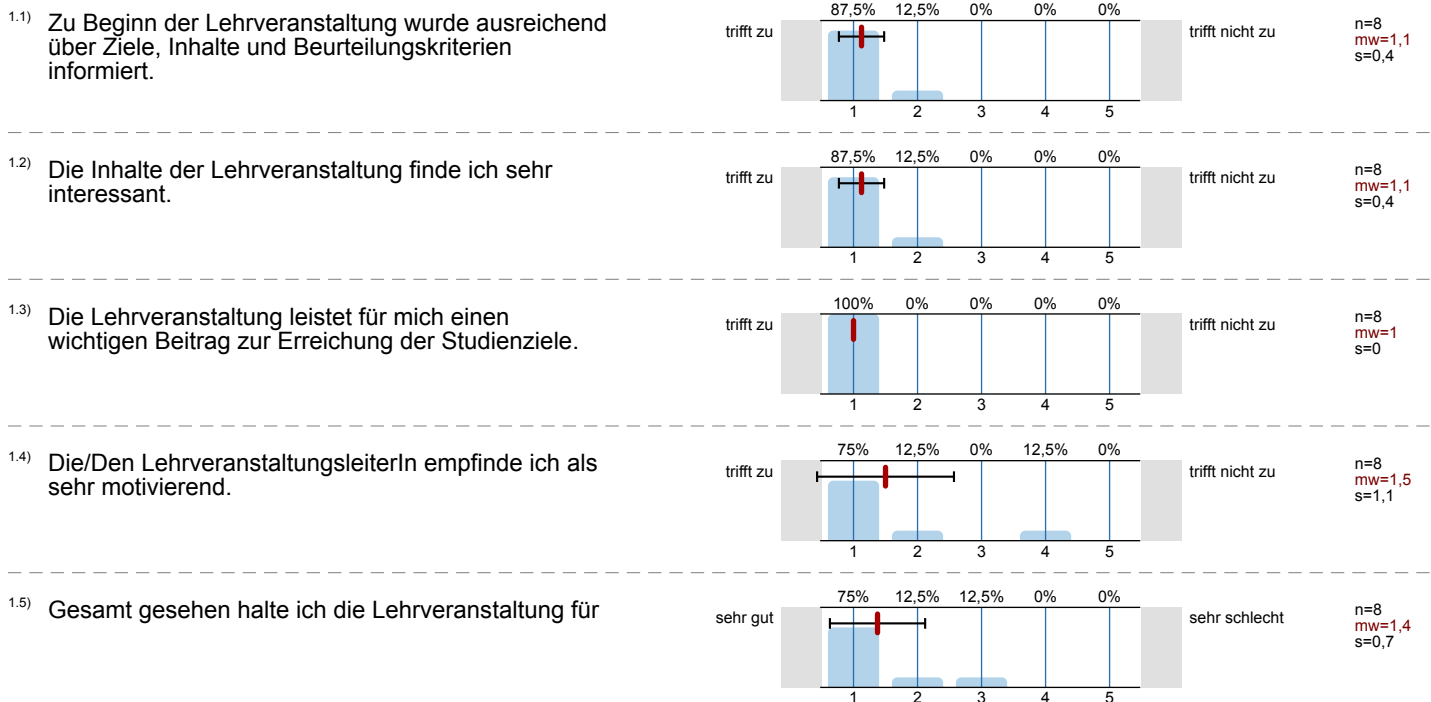 1.1) Zu Beginn der Lehrveranstaltung wurde ausreichend
über Ziele, Inhalte und Beurteilungskriterien
informiert.
trifft zu
87,5% 12,5% 0% 0% 0%
1 2 3 4 5
trifft nicht zu
n=8
mw=1,1
s=0,4
1.2) Die Inhalte der Lehrveranstaltung finde ich sehr
interessant.
trifft zu
87,5% 12,5% 0% 0% 0%
1 2 3 4 5
trifft nicht zu
n=8
mw=1,1
s=0,4
1.3) Die Lehrveranstaltung leistet für mich einen
wichtigen Beitrag zur Erreichung der Studienziele.
trifft zu
100% 0% 0% 0% 0%
1 2 3 4 5
trifft nicht zu
n=8
mw=1
s=0
1.4) Die/Den LehrveranstaltungsleiterIn empfinde ich als
sehr motivierend.
trifft zu
75% 12,5% 0% 12,5% 0%
1 2 3 4 5
trifft nicht zu
n=8
mw=1,5
s=1,1
1.5) Gesamt gesehen halte ich die Lehrveranstaltung für
sehr gut
75% 12,5% 12,5% 0% 0%
1 2 3 4 5
sehr schlecht
n=8
mw=1,4
s=0,7